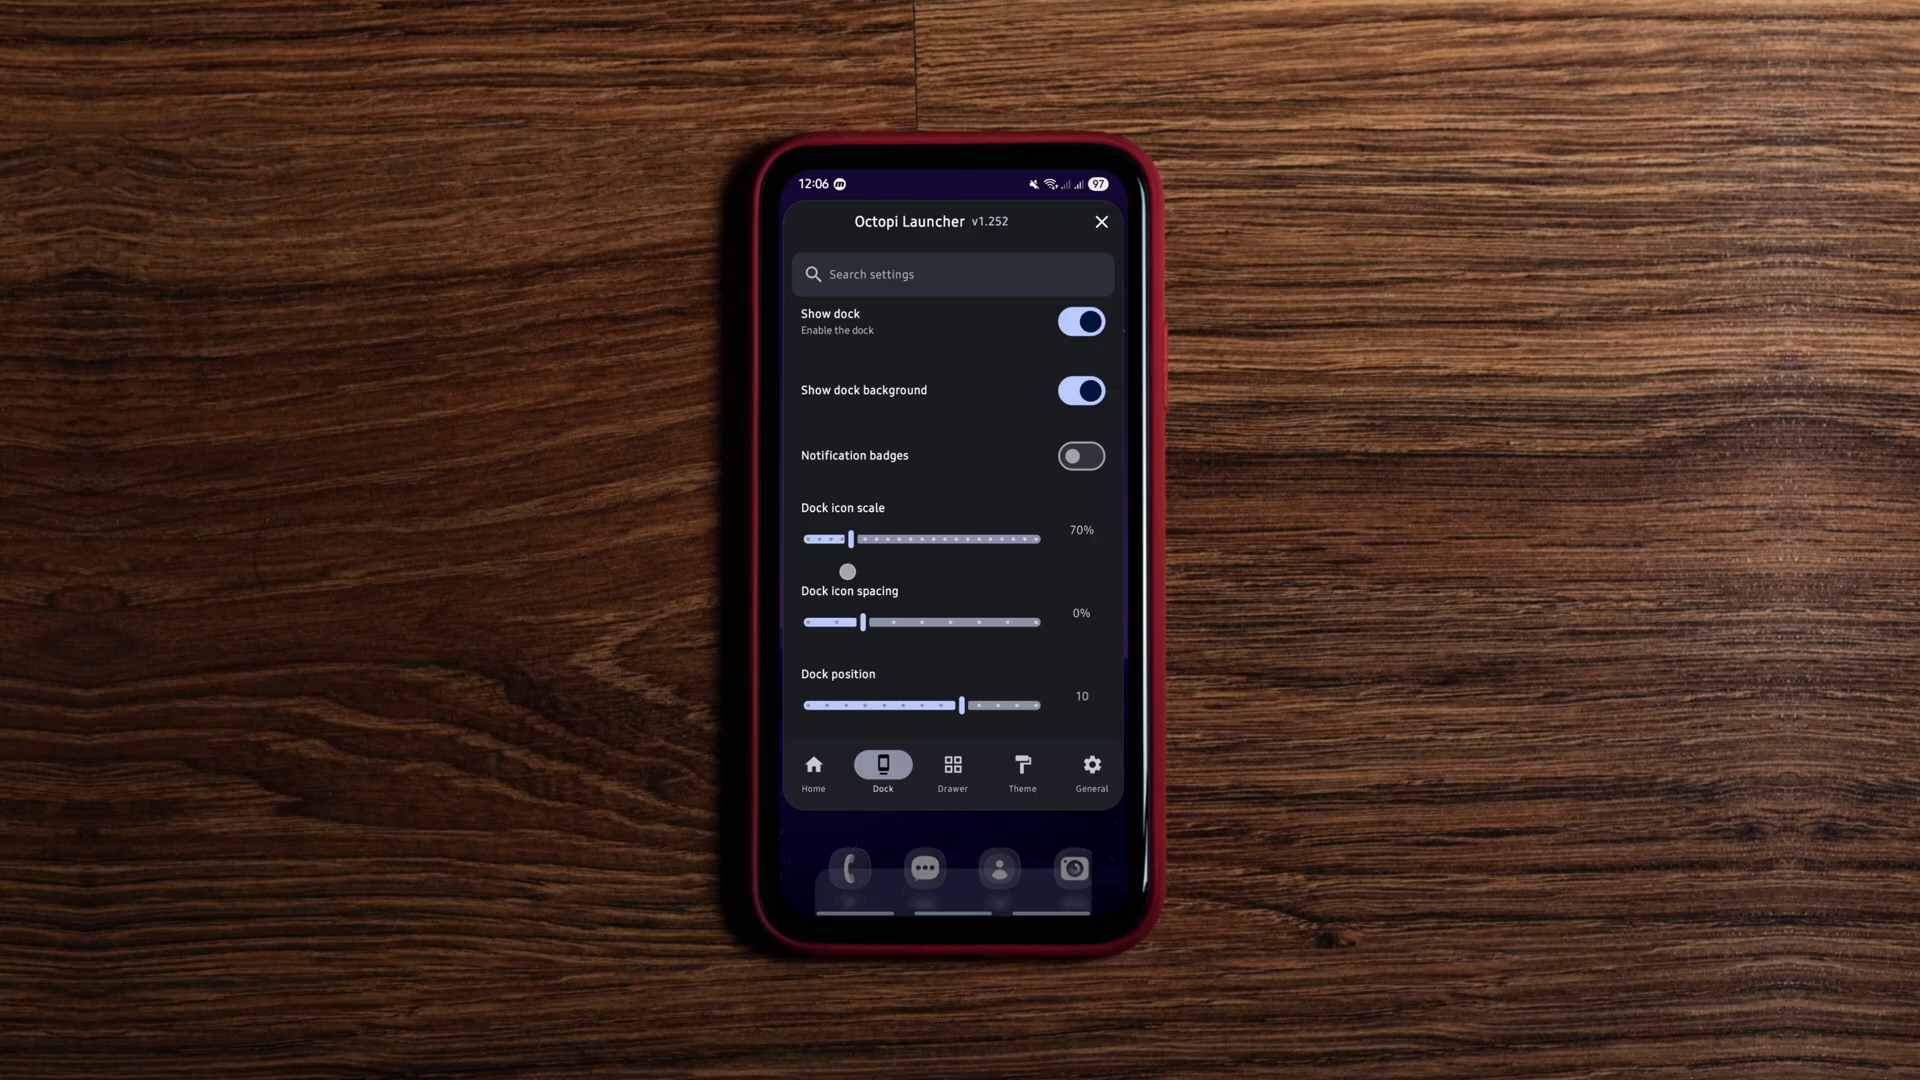 12:06
97
Octopi Launcher v1.252
Search settings
Show dock
Enable the dock
Show dock background
Notification badges
Dock icon scale
70%
Dock icon spacing
0%
Dock position
10
Home Dock Drawer Theme General